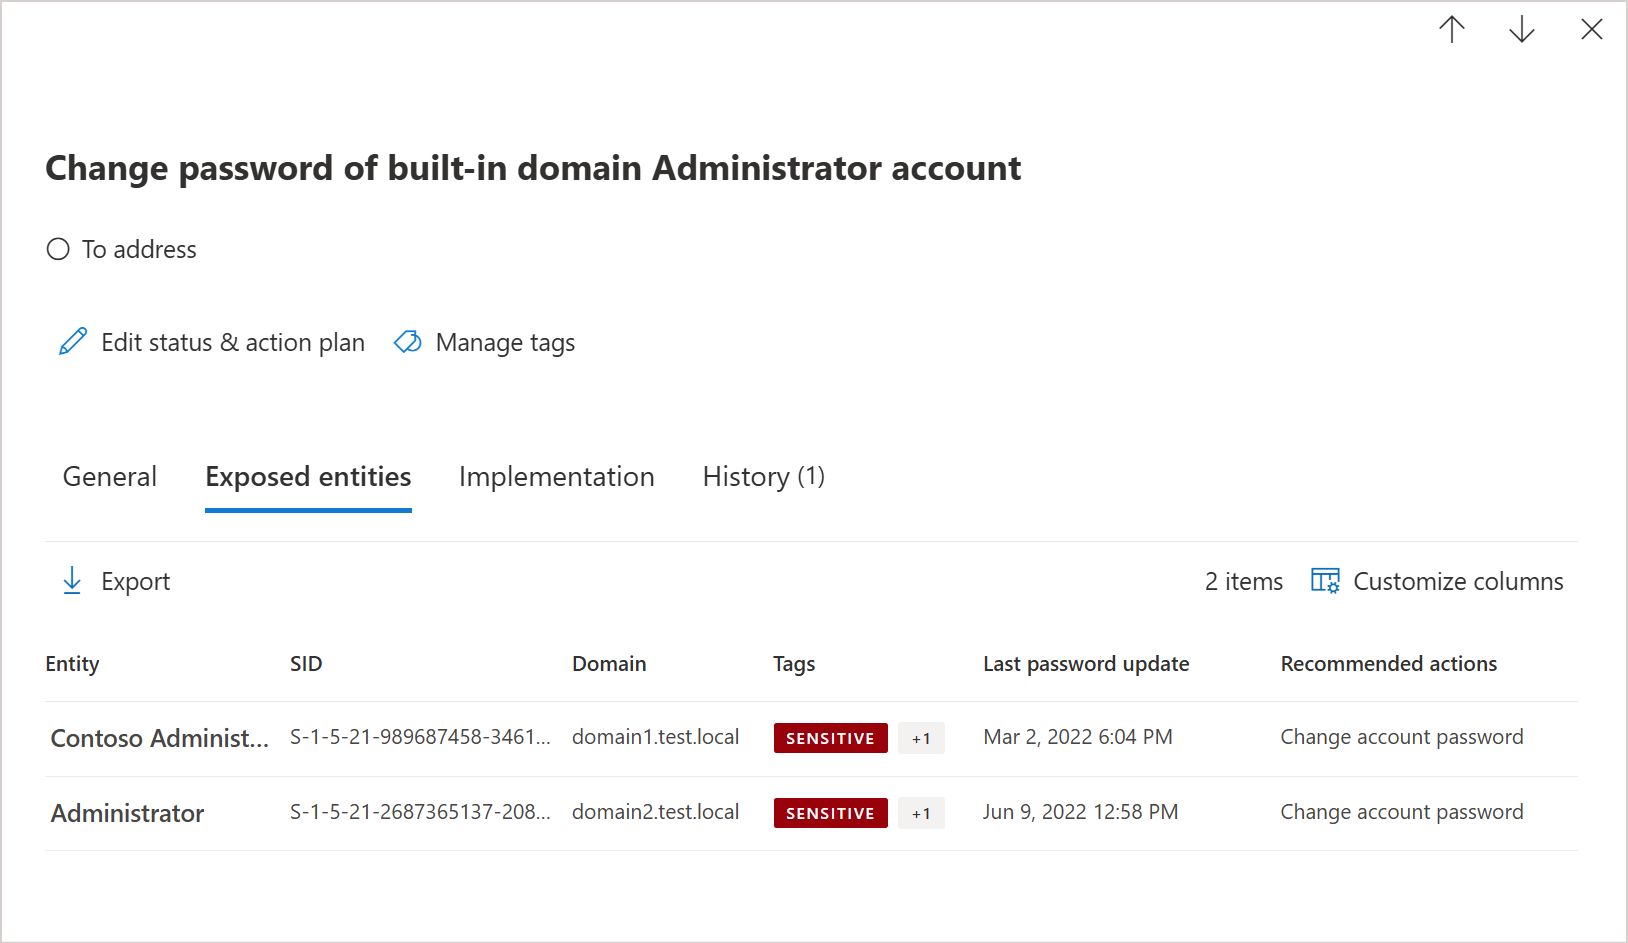 Change password of built-in domain Administrator account
To address
Edit status & action plan Manage tags
General Exposed entities Implementation History (1)
Export 2 items Customize columns
Entity SID Domain Tags Last password update Recommended actions
Contoso Administ... S-1-5-21-989687458-3461... domain1.test.local SENSITIVE +1 Mar 2, 2022 6:04 PM Change account password
Administrator S-1-5-21-2687365137-208... domain2.test.local SENSITIVE +1 Jun 9, 2022 12:58 PM Change account password